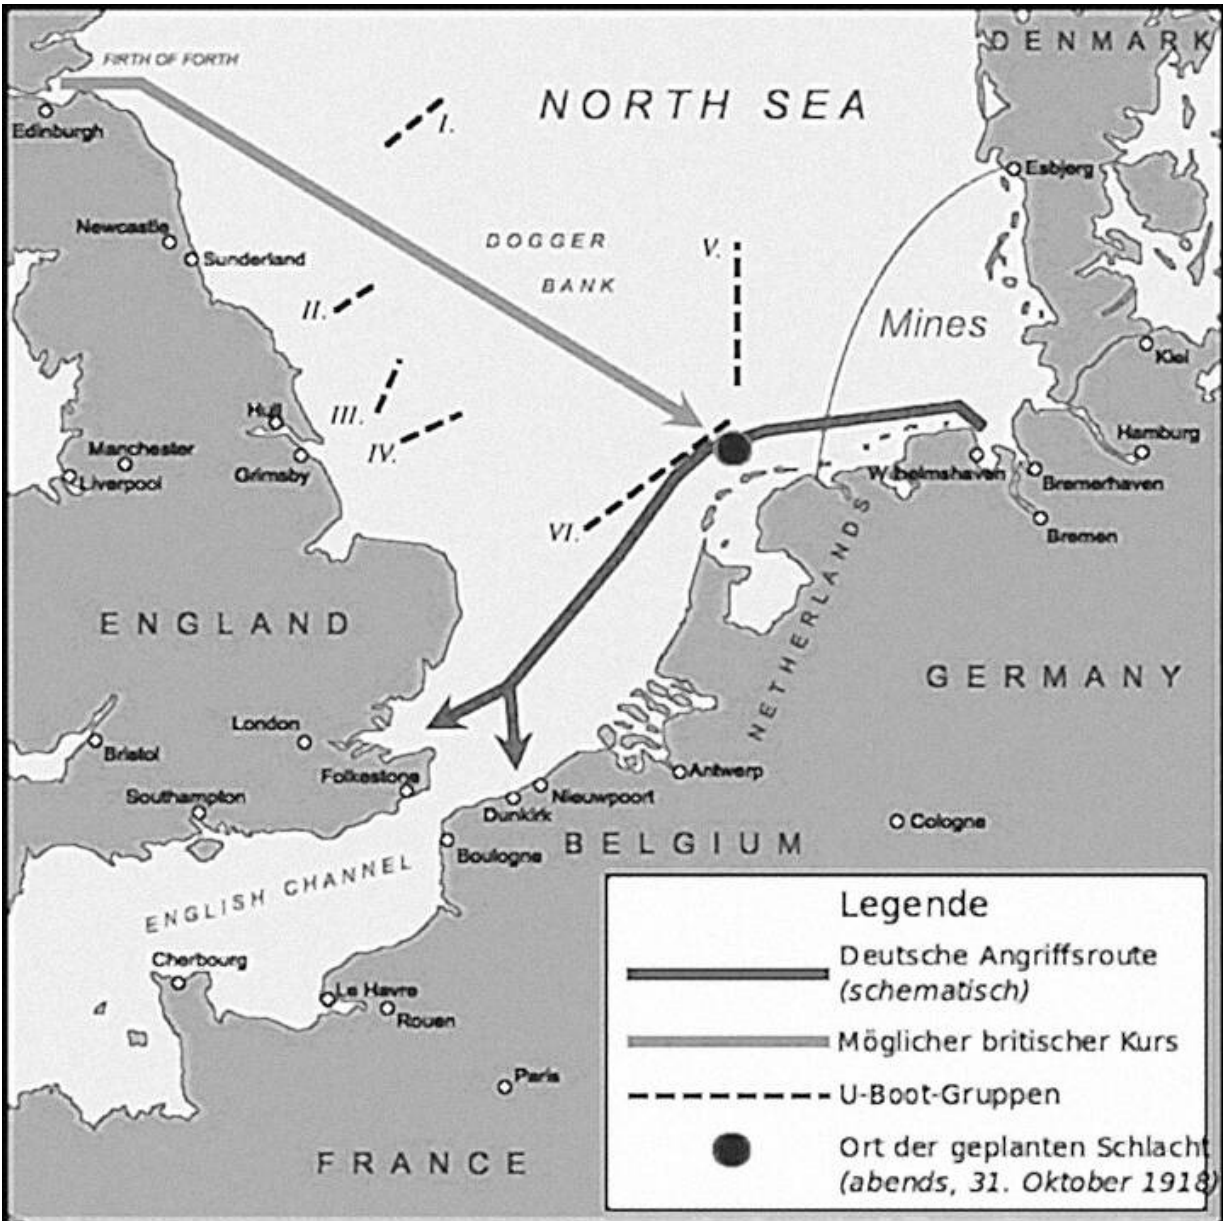 DENMARK
FIRTH OF FORTH
NORTH SEA
I.
Edinburgh
Esbjerg
Newcastle
DOGGER
V.
Sunderland
BANK
II.
Mines
Kiel
Hull
III.
Hamburg
Manchester
IV.
Grimsby
Wilhelmshaven
Liverpool
Bremerhaven
VI.
Bremen
NETHERLANDS
ENGLAND
GERMANY
London
Bristol
Folkestone
Antwerp
Southampton
Nieuwpoort
Dunkirk
Cologne
BELGIUM
Boulogne
ENGLISH CHANNEL
Cherbourg
Le Havre
Rouen
Paris
FRANCE
Legende
Deutsche Angriffsroute
(schematisch)
Möglicher britischer Kurs
U-Boot-Gruppen
Ort der geplanten Schlacht
(abends, 31. Oktober 1918)